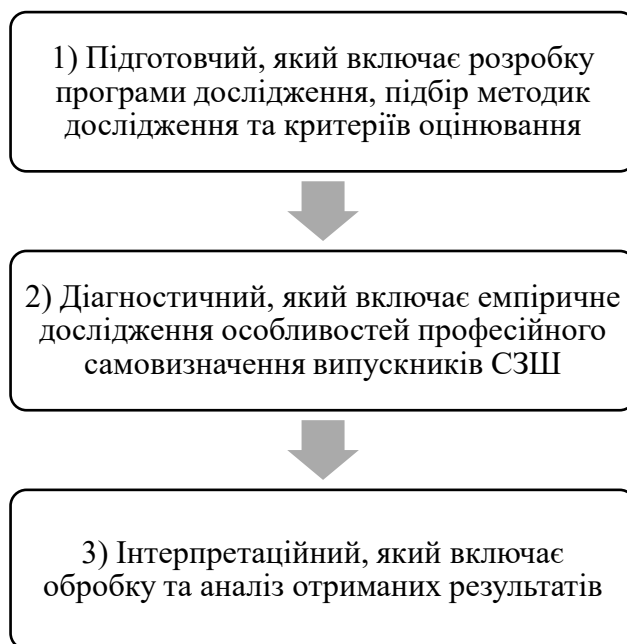 1) Підготовчий, який включає розробку
програми дослідження, підбір методик
дослідження та критеріїв оцінювання
2) Діагностичний, який включає емпіричне
дослідження особливостей професійного
самовизначення випускників СЗШ
3) Інтерпретаційний, який включає
обробку та аналіз отриманих результатів